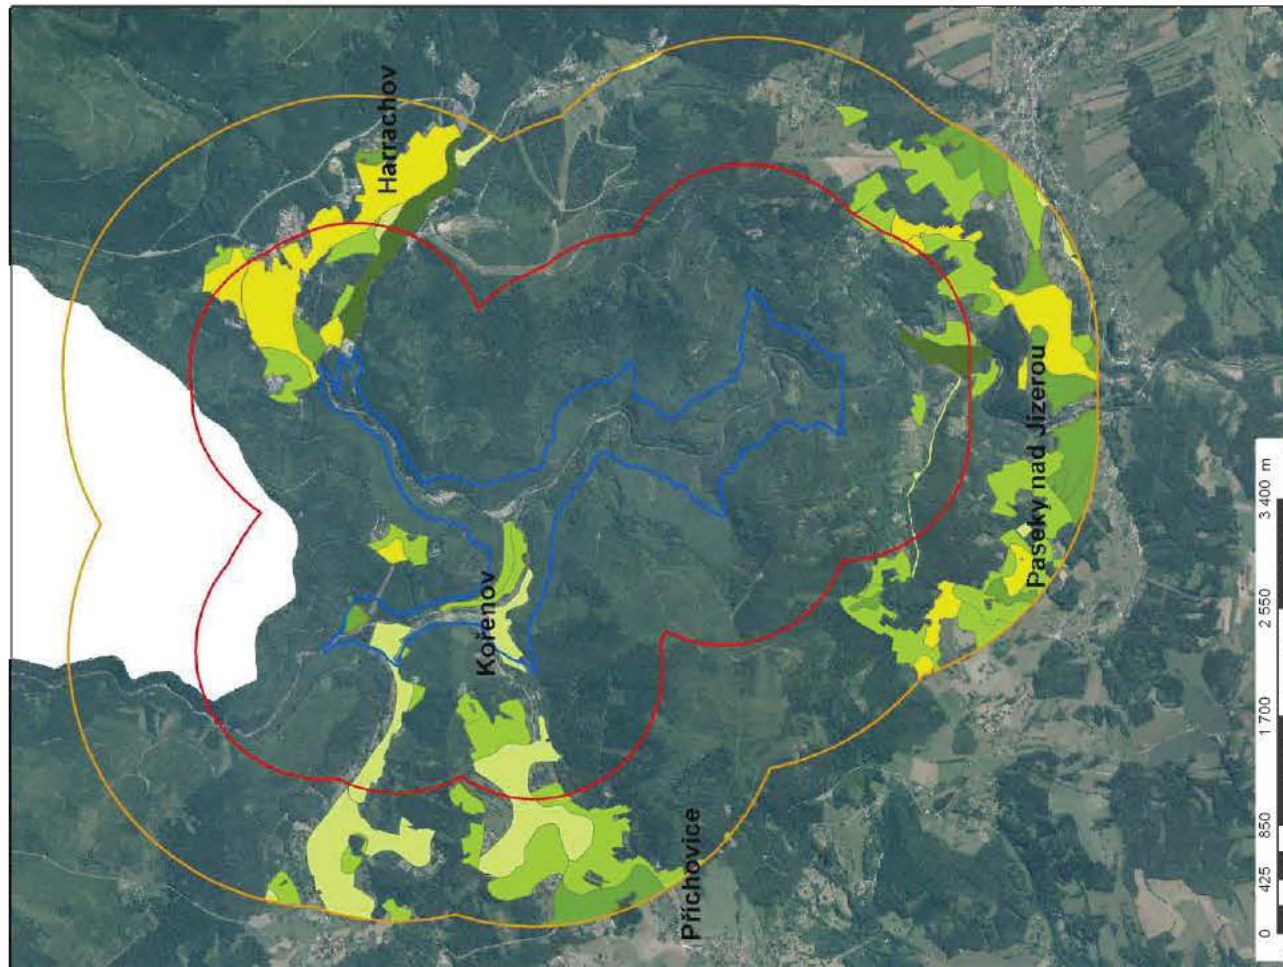 Harrachov
Kořenov
Paseky nad Jizerou
Příchovice
0 425 850 1 700 2 550 3 400 m